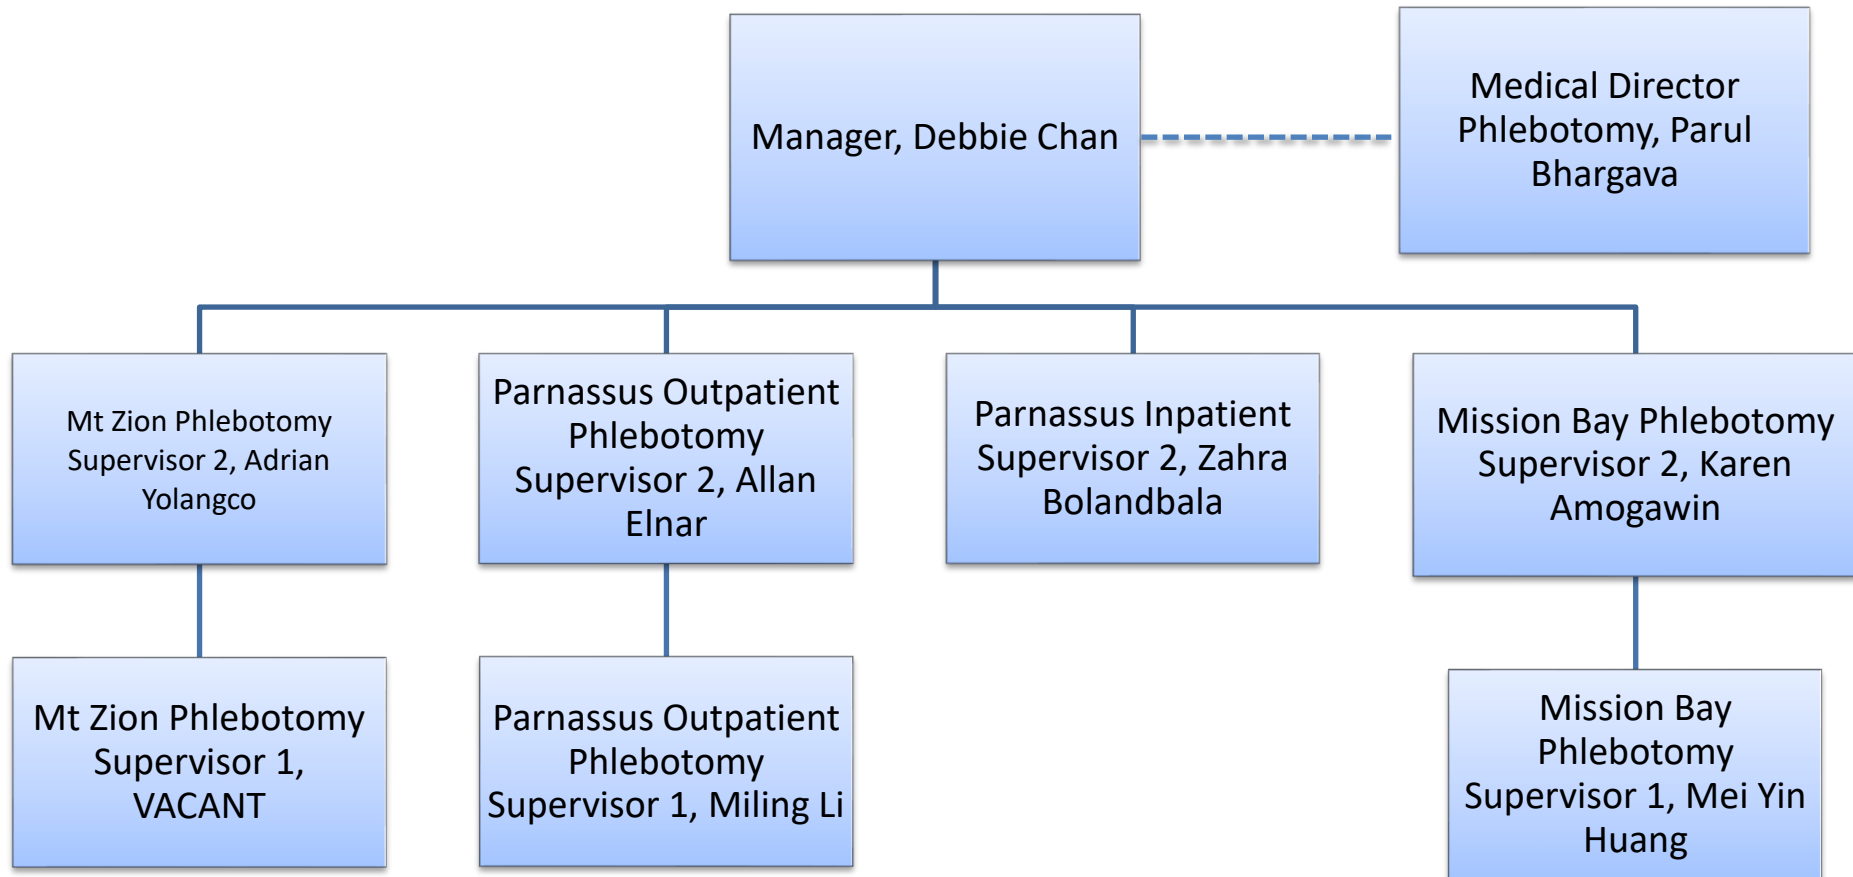 Manager, Debbie Chan
Medical Director
Phlebotomy, Parul
Bhargava
Mt Zion Phlebotomy
Supervisor 2, Adrian
Yolangco
Parnassus Outpatient
Phlebotomy
Supervisor 2, Allan
Elnar
Parnassus Inpatient
Supervisor 2, Zahra
Bolandbala
Mission Bay Phlebotomy
Supervisor 2, Karen
Amogawin
Mt Zion Phlebotomy
Supervisor 1,
VACANT
Parnassus Outpatient
Phlebotomy
Supervisor 1, Miling Li
Mission Bay
Phlebotomy
Supervisor 1, Mei Yin
Huang